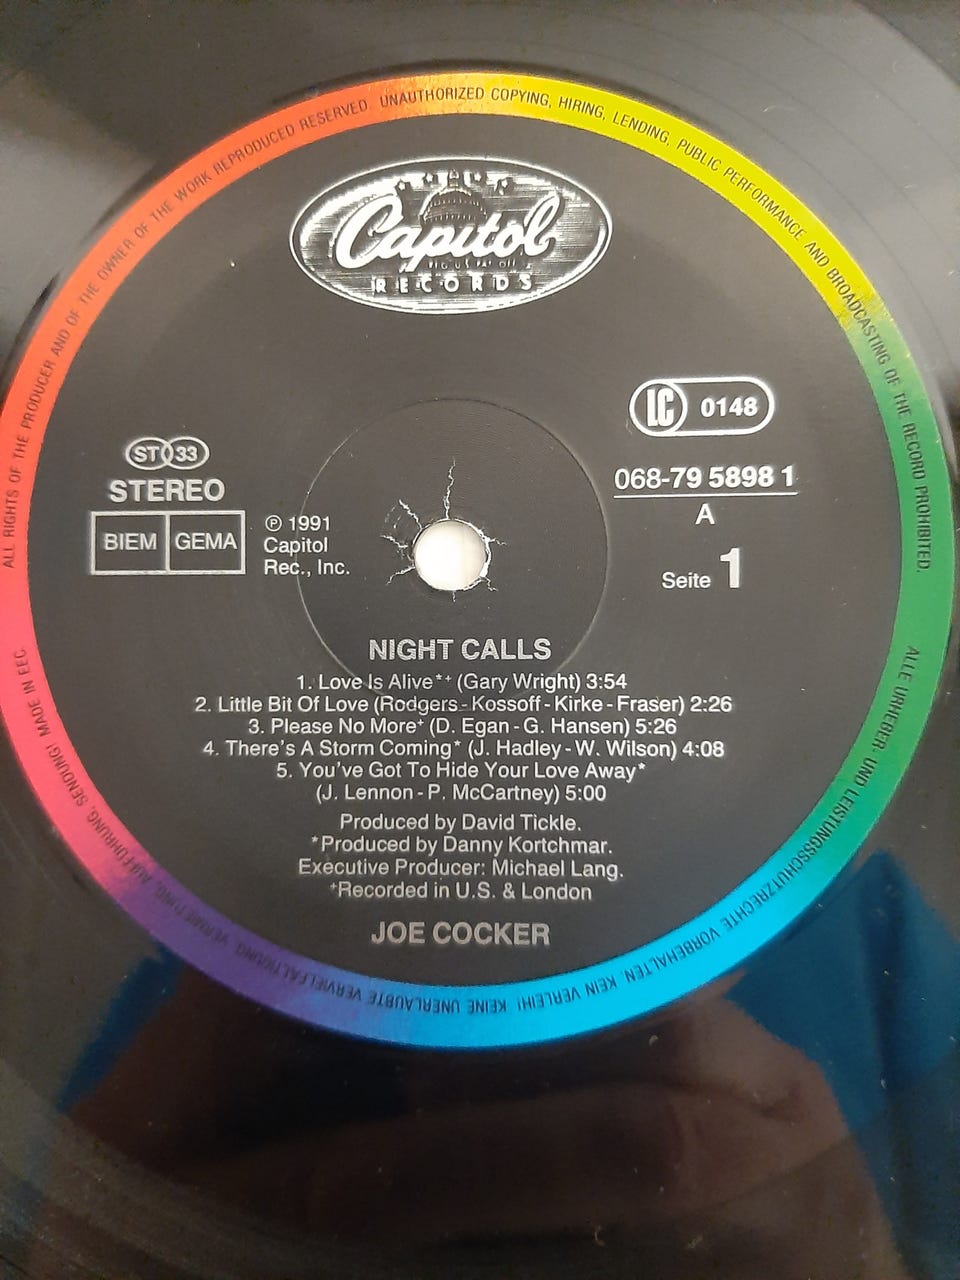 ALL RIGHTS OF THE PRODUCER AND OF THE OWNER OF THE WORK REPRODUCED RESERVED. UNAUTHORIZED COPYING, HIRING, LENDING, PUBLIC PERFORMANCE AND BROADCASTING OF THE RECORD PROHIBITED.
Capitol
RECORDS
LC 0148
ST 33
STEREO
BIEM GEMA
℗ 1991
Capitol
Rec., Inc.
068-79 5898 1
A
Seite 1
NIGHT CALLS
1. Love Is Alive*+ (Gary Wright) 3:54
2. Little Bit Of Love (Rodgers - Kossoff - Kirke - Fraser) 2:26
3. Please No More+ (D. Egan - G. Hansen) 5:26
4. There's A Storm Coming* (J. Hadley - W. Wilson) 4:08
5. You've Got To Hide Your Love Away*
(J. Lennon - P. McCartney) 5:00
Produced by David Tickle.
*Produced by Danny Kortchmar.
Executive Producer: Michael Lang.
+Recorded in U.S. & London
JOE COCKER
ALLE URHEBER- UND LEISTUNGSSCHUTZRECHTE VORBEHALTEN. KEIN VERLEIH! KEINE UNERLAUBTE VERVIELFÄLTIGUNG, VERMIETUNG, AUFFÜHRUNG, SENDUNG! MADE IN EEC.